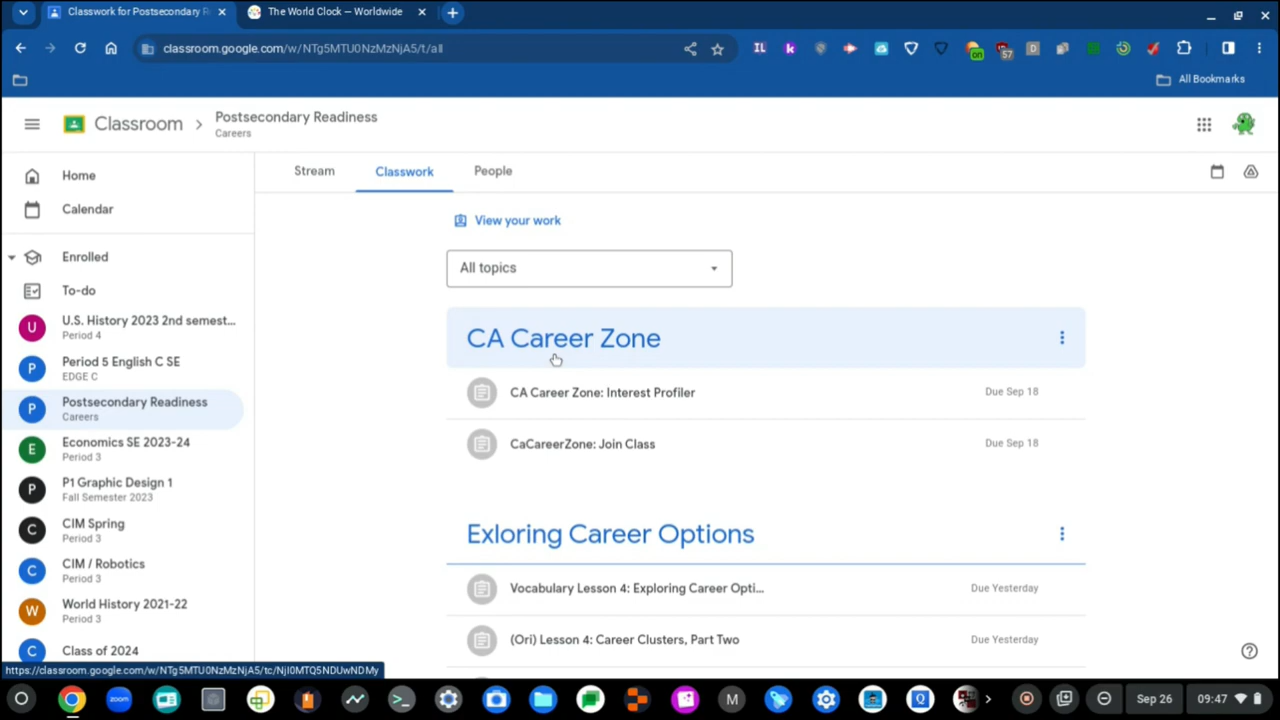 Classwork for Postsecondary R
The World Clock — Worldwide
classroom.google.com/w/NTg5MTU0NzMzNjA5/t/all
IL
k
on
57
D
All Bookmarks
Classroom
Postsecondary Readiness
Careers
Stream
Classwork
People
Home
Calendar
Enrolled
To-do
U
U.S. History 2023 2nd semest...
Period 4
P
Period 5 English C SE
EDGE C
P
Postsecondary Readiness
Careers
E
Economics SE 2023-24
Period 3
P
P1 Graphic Design 1
Fall Semester 2023
C
CIM Spring
Period 3
C
CIM / Robotics
Period 3
W
World History 2021-22
Period 3
C
Class of 2024
View your work
All topics
CA Career Zone
CA Career Zone: Interest Profiler
Due Sep 18
CaCareerZone: Join Class
Due Sep 18
Exloring Career Options
Vocabulary Lesson 4: Exploring Career Opti...
Due Yesterday
(Ori) Lesson 4: Career Clusters, Part Two
Due Yesterday
https://classroom.google.com/w/NTg5MTU0NzMzNjA5/tc/NjI0MTQ5NDUwNDMy
zoom
M
Q
Sep 26
09:47